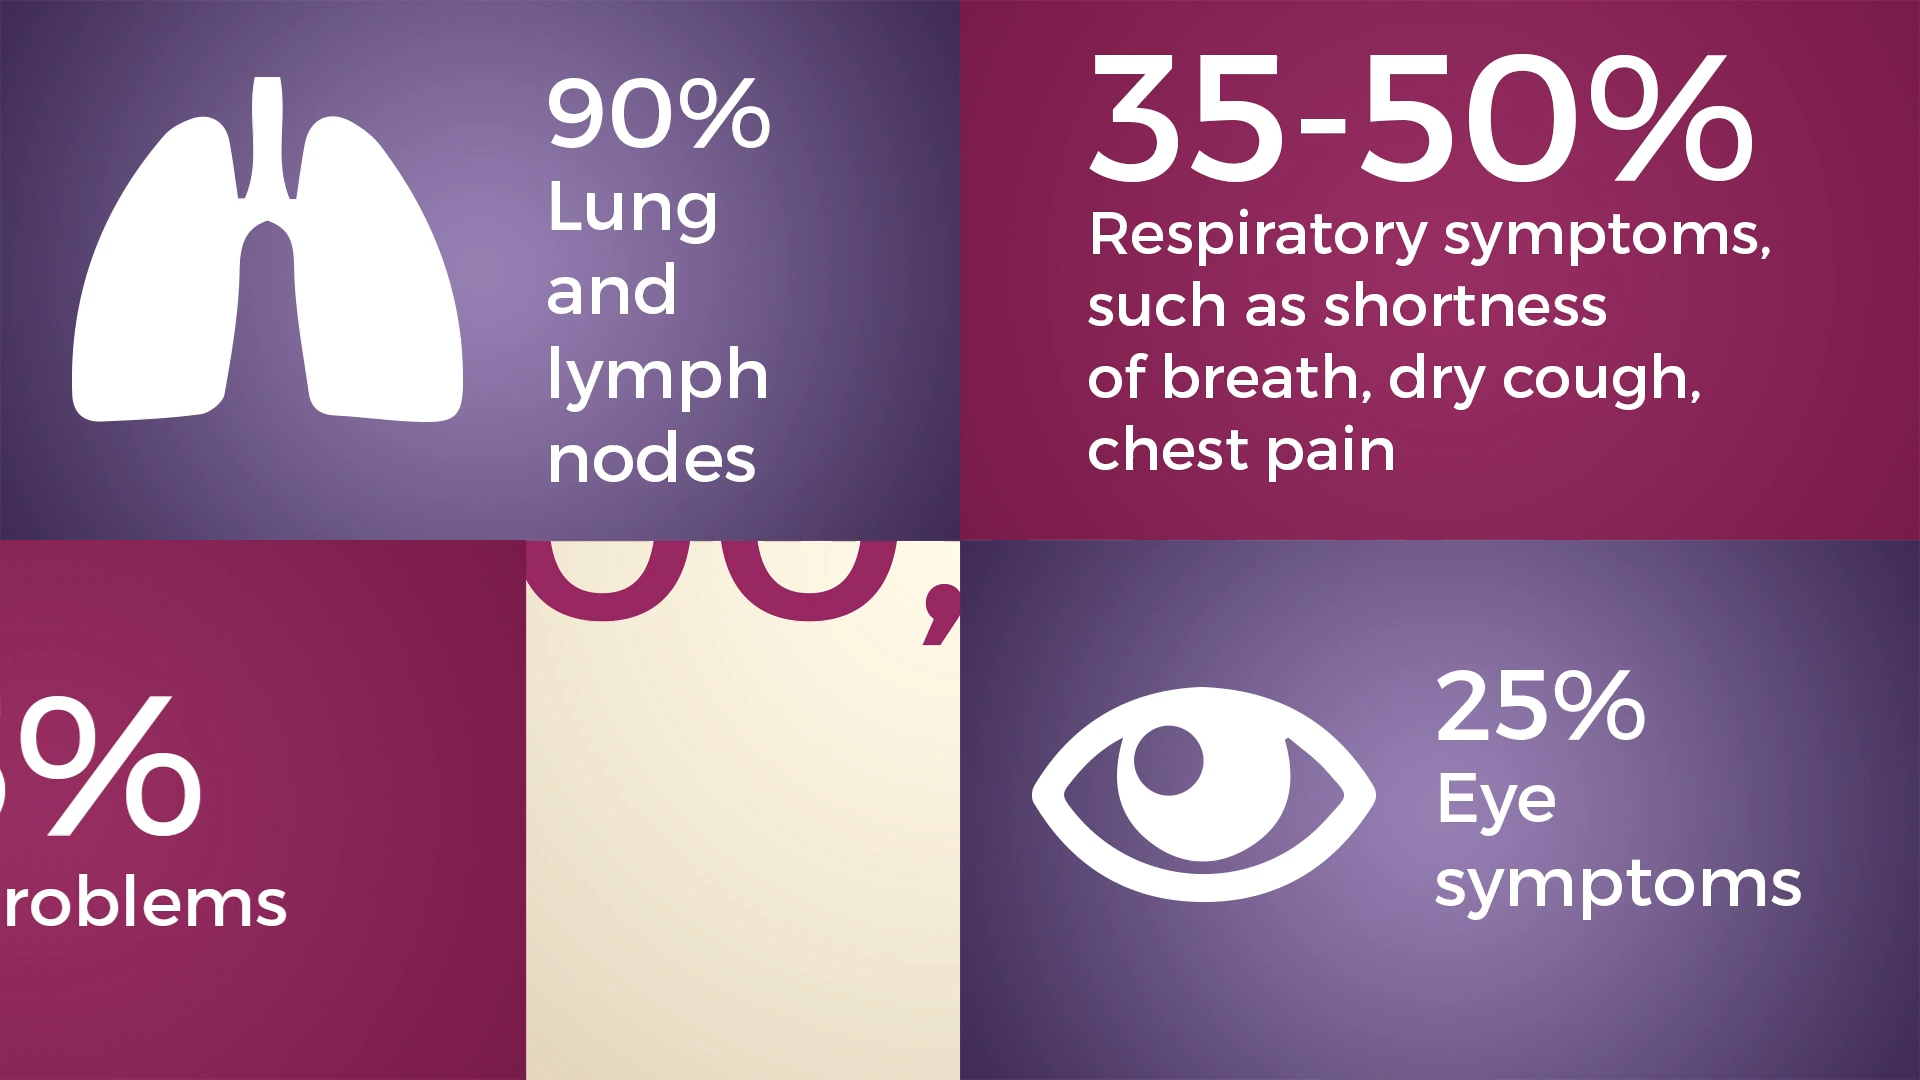 90%
Lung
and
lymph
nodes
35-50%
Respiratory symptoms,
such as shortness
of breath, dry cough,
chest pain
%
roblems
25%
Eye
symptoms